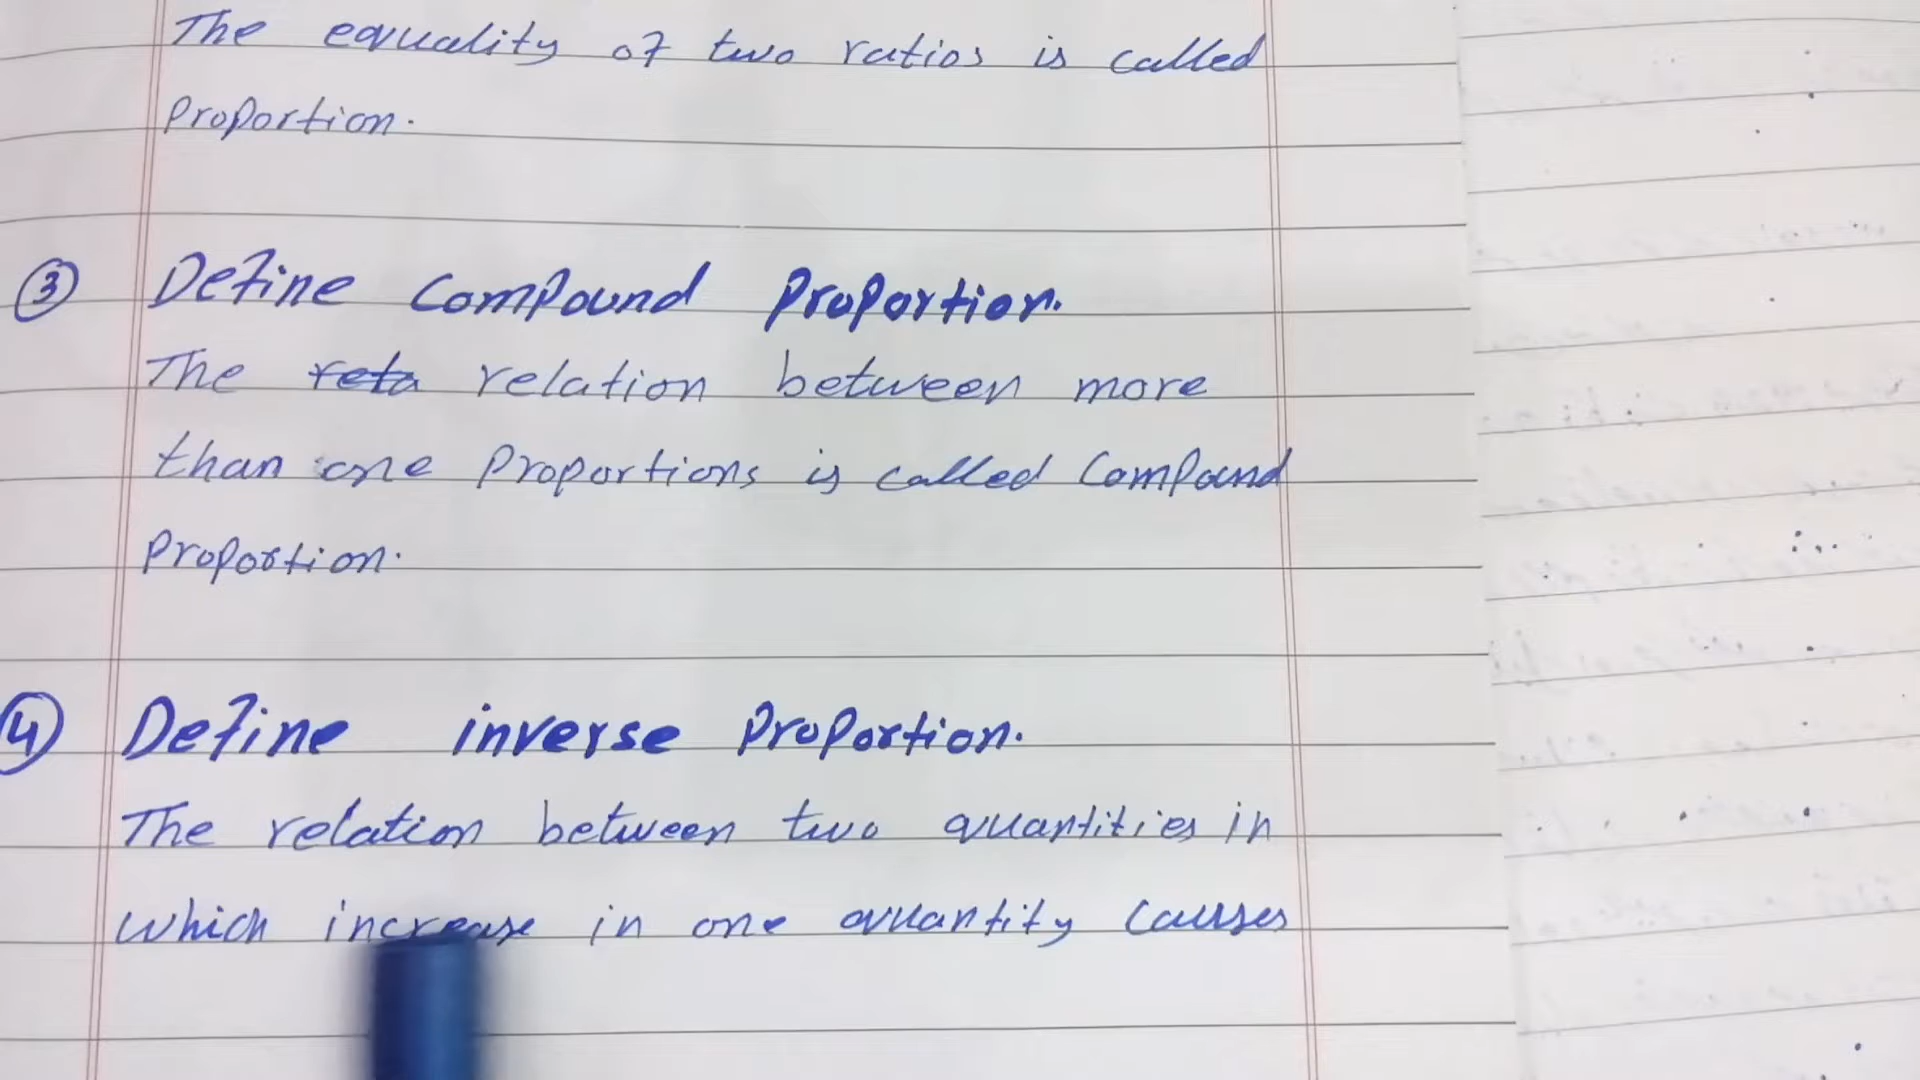 The equality of two ratios is called
Proportion.
③ Define Compound Proportion.
The reta relation between more
than one Proportions is called Compound
Proportion.
④ Define inverse Proportion.
The relation between two quantities in
which increase in one quantity causes